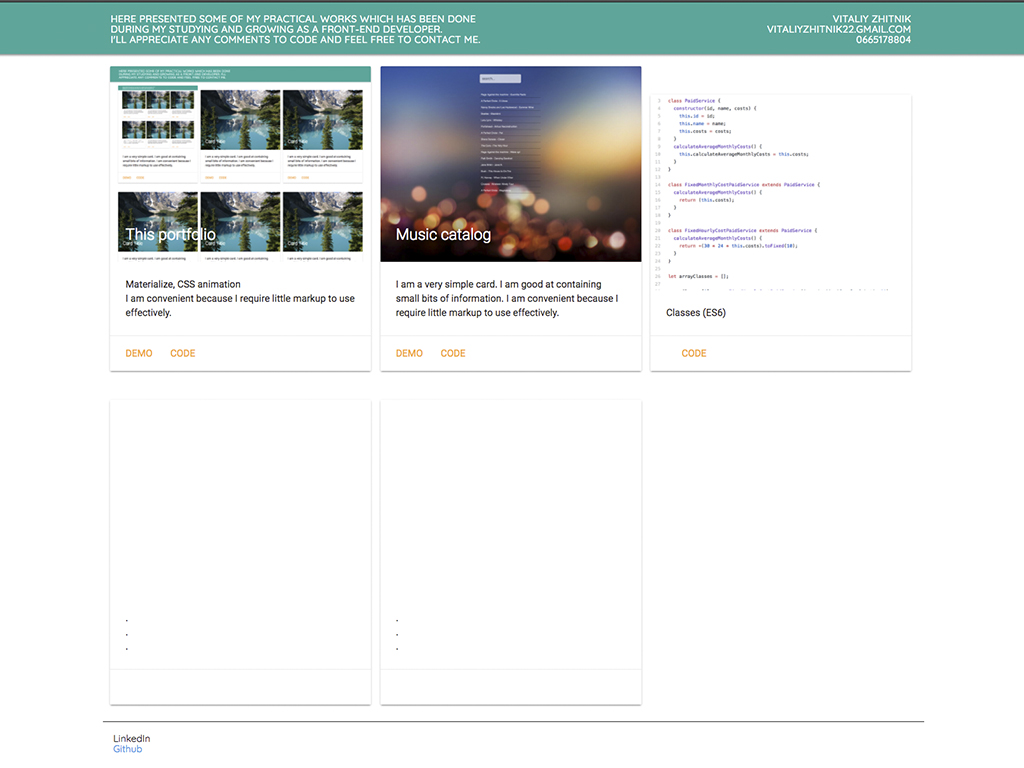 HERE PRESENTED SOME OF MY PRACTICAL WORKS WHICH HAS BEEN DONE
DURING MY STUDYING AND GROWING AS A FRONT-END DEVELOPER.
I'LL APPRECIATE ANY COMMENTS TO CODE AND FEEL FREE TO CONTACT ME.
VITALIY ZHITNIK
VITALIYZHITNIK22.GMAIL.COM
0665178804
This portfolio
Materialize, CSS animation
I am convenient because I require little markup to use
effectively.
DEMO CODE
Music catalog
I am a very simple card. I am good at containing
small bits of information. I am convenient because I
require little markup to use effectively.
DEMO CODE
3 class PaidService {
4 constructor(id, name, costs) {
5 this.id = id;
6 this.name = name;
7 this.costs = costs;
8 }
9 calculateAverageMonthlyCosts() {
10 this.calculateAverageMonthlyCosts = this.costs;
11 }
12 }
13
14 class FixedMonthlyCostPaidService extends PaidService {
15 calculateAverageMonthlyCosts() {
16 return (this.costs);
17 }
18 }
19
20 class FixedHourlyCostPaidService extends PaidService {
21 calculateAverageMonthlyCosts() {
22 return +(30 * 24 * this.costs).toFixed(10);
23 }
24 }
25
26 let arrayClasses = [];
27
Classes (ES6)
CODE
.
.
.
.
.
.
LinkedIn
Github